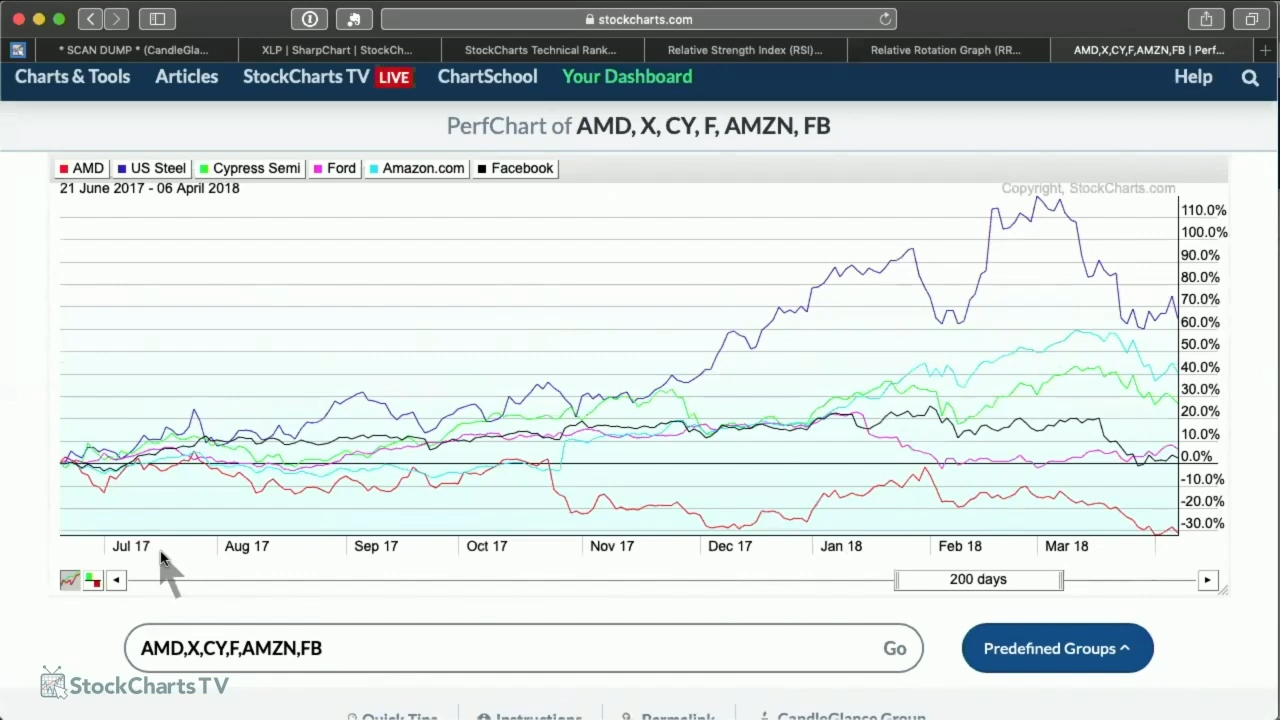 stockcharts.com
* SCAN DUMP * (CandleGla...
XLP | SharpChart | StockCh...
StockCharts Technical Rank...
Relative Strength Index (RSI)...
Relative Rotation Graph (RR...
AMD,X,CY,F,AMZN,FB | Perf...
Charts & Tools Articles StockCharts TV LIVE ChartSchool Your Dashboard Help
PerfChart of AMD, X, CY, F, AMZN, FB
AMD US Steel Cypress Semi Ford Amazon.com Facebook
21 June 2017 - 06 April 2018
Copyright, StockCharts.com
110.0%
100.0%
90.0%
80.0%
70.0%
60.0%
50.0%
40.0%
30.0%
20.0%
10.0%
0.0%
-10.0%
-20.0%
-30.0%
Jul 17 Aug 17 Sep 17 Oct 17 Nov 17 Dec 17 Jan 18 Feb 18 Mar 18
200 days
AMD,X,CY,F,AMZN,FB Go Predefined Groups
StockCharts TV
Quick Tips Instructions Permalink CandleGlance Group